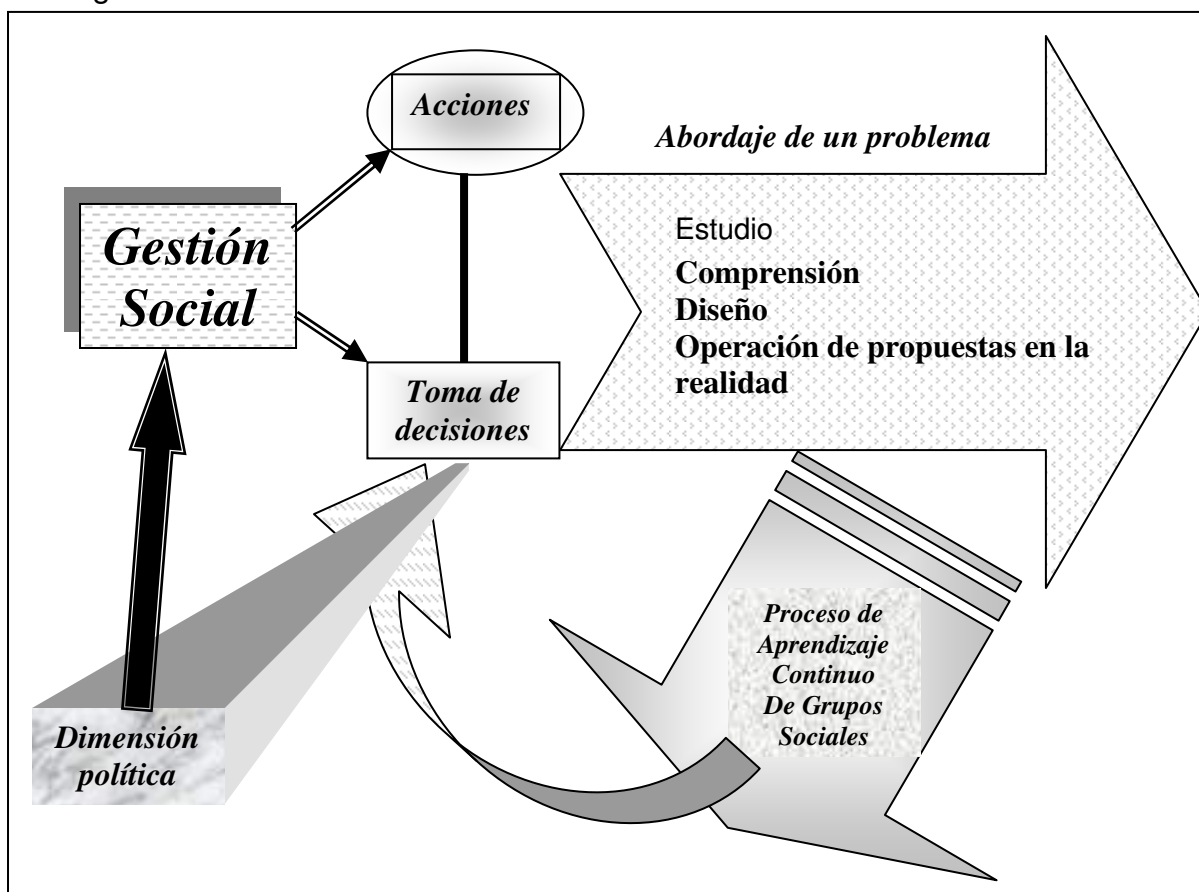 Acciones
Abordaje de un problema
Gestión
Social
Estudio
Comprensión
Diseño
Operación de propuestas en la
realidad
Toma de
decisiones
Proceso de
Aprendizaje
Continuo
De Grupos
Sociales
Dimensión
política